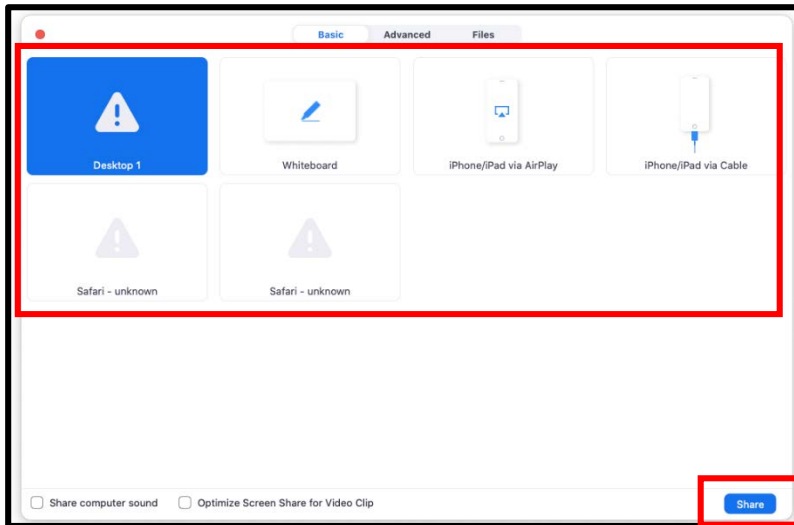 Basic Advanced Files
Desktop 1 Whiteboard iPhone/iPad via AirPlay iPhone/iPad via Cable
Safari - unknown Safari - unknown
Share computer sound Optimize Screen Share for Video Clip Share